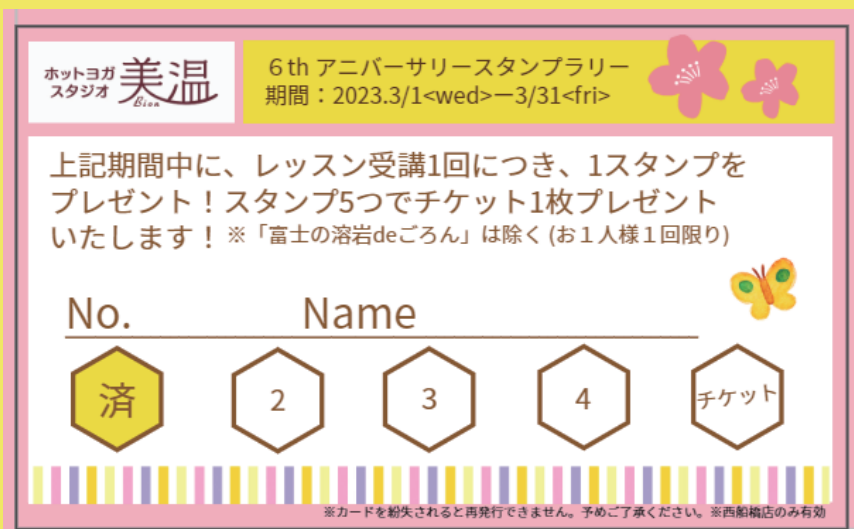 ホットヨガ
スタジオ
美温
Bion
６th アニバーサリースタンプラリー
期間：2023.3/1<wed>ー3/31<fri>
上記期間中に、レッスン受講1回につき、1スタンプを
プレゼント！スタンプ5つでチケット1枚プレゼント
いたします！※「富士の溶岩deごろん」は除く(お１人様１回限り)
No. Name
済 2 3 4 チケット
※カードを紛失されると再発行できません。予めご了承ください。※西船橋店のみ有効